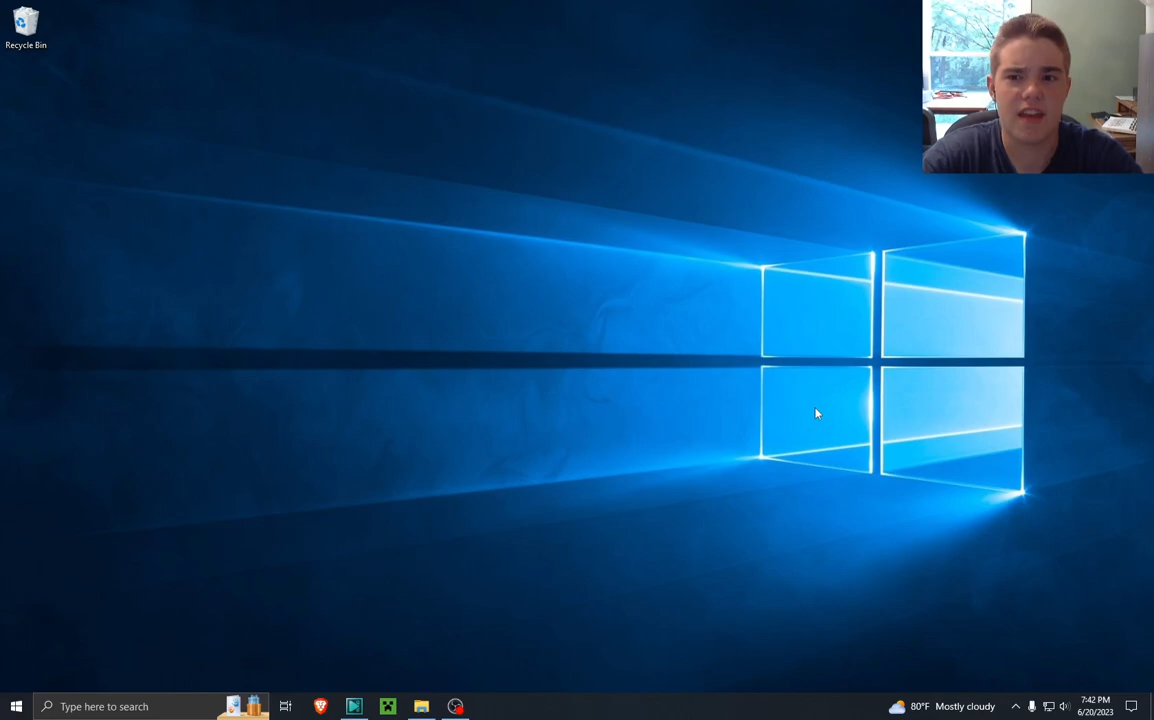 Recycle Bin
Type here to search
80°F Mostly cloudy
7:42 PM
6/20/2023